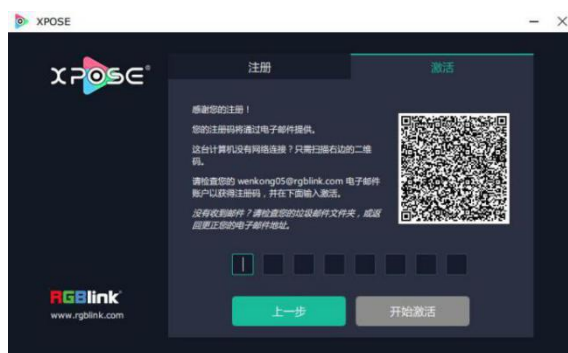 XPOSE
XPOSE
注册
激活
感谢您的注册！
您的注册码将通过电子邮件提供。
这台计算机没有网络连接？只需扫描右边的二维
码。
请检查您的 wenkong05@rgblink.com 电子邮件
账户以获得注册码，并在下面输入激活。
没有收到邮件？请检查您的垃圾邮件文件夹，或返
回更正您的电子邮件地址。
RGBlink
www.rgblink.com
上一步
开始激活